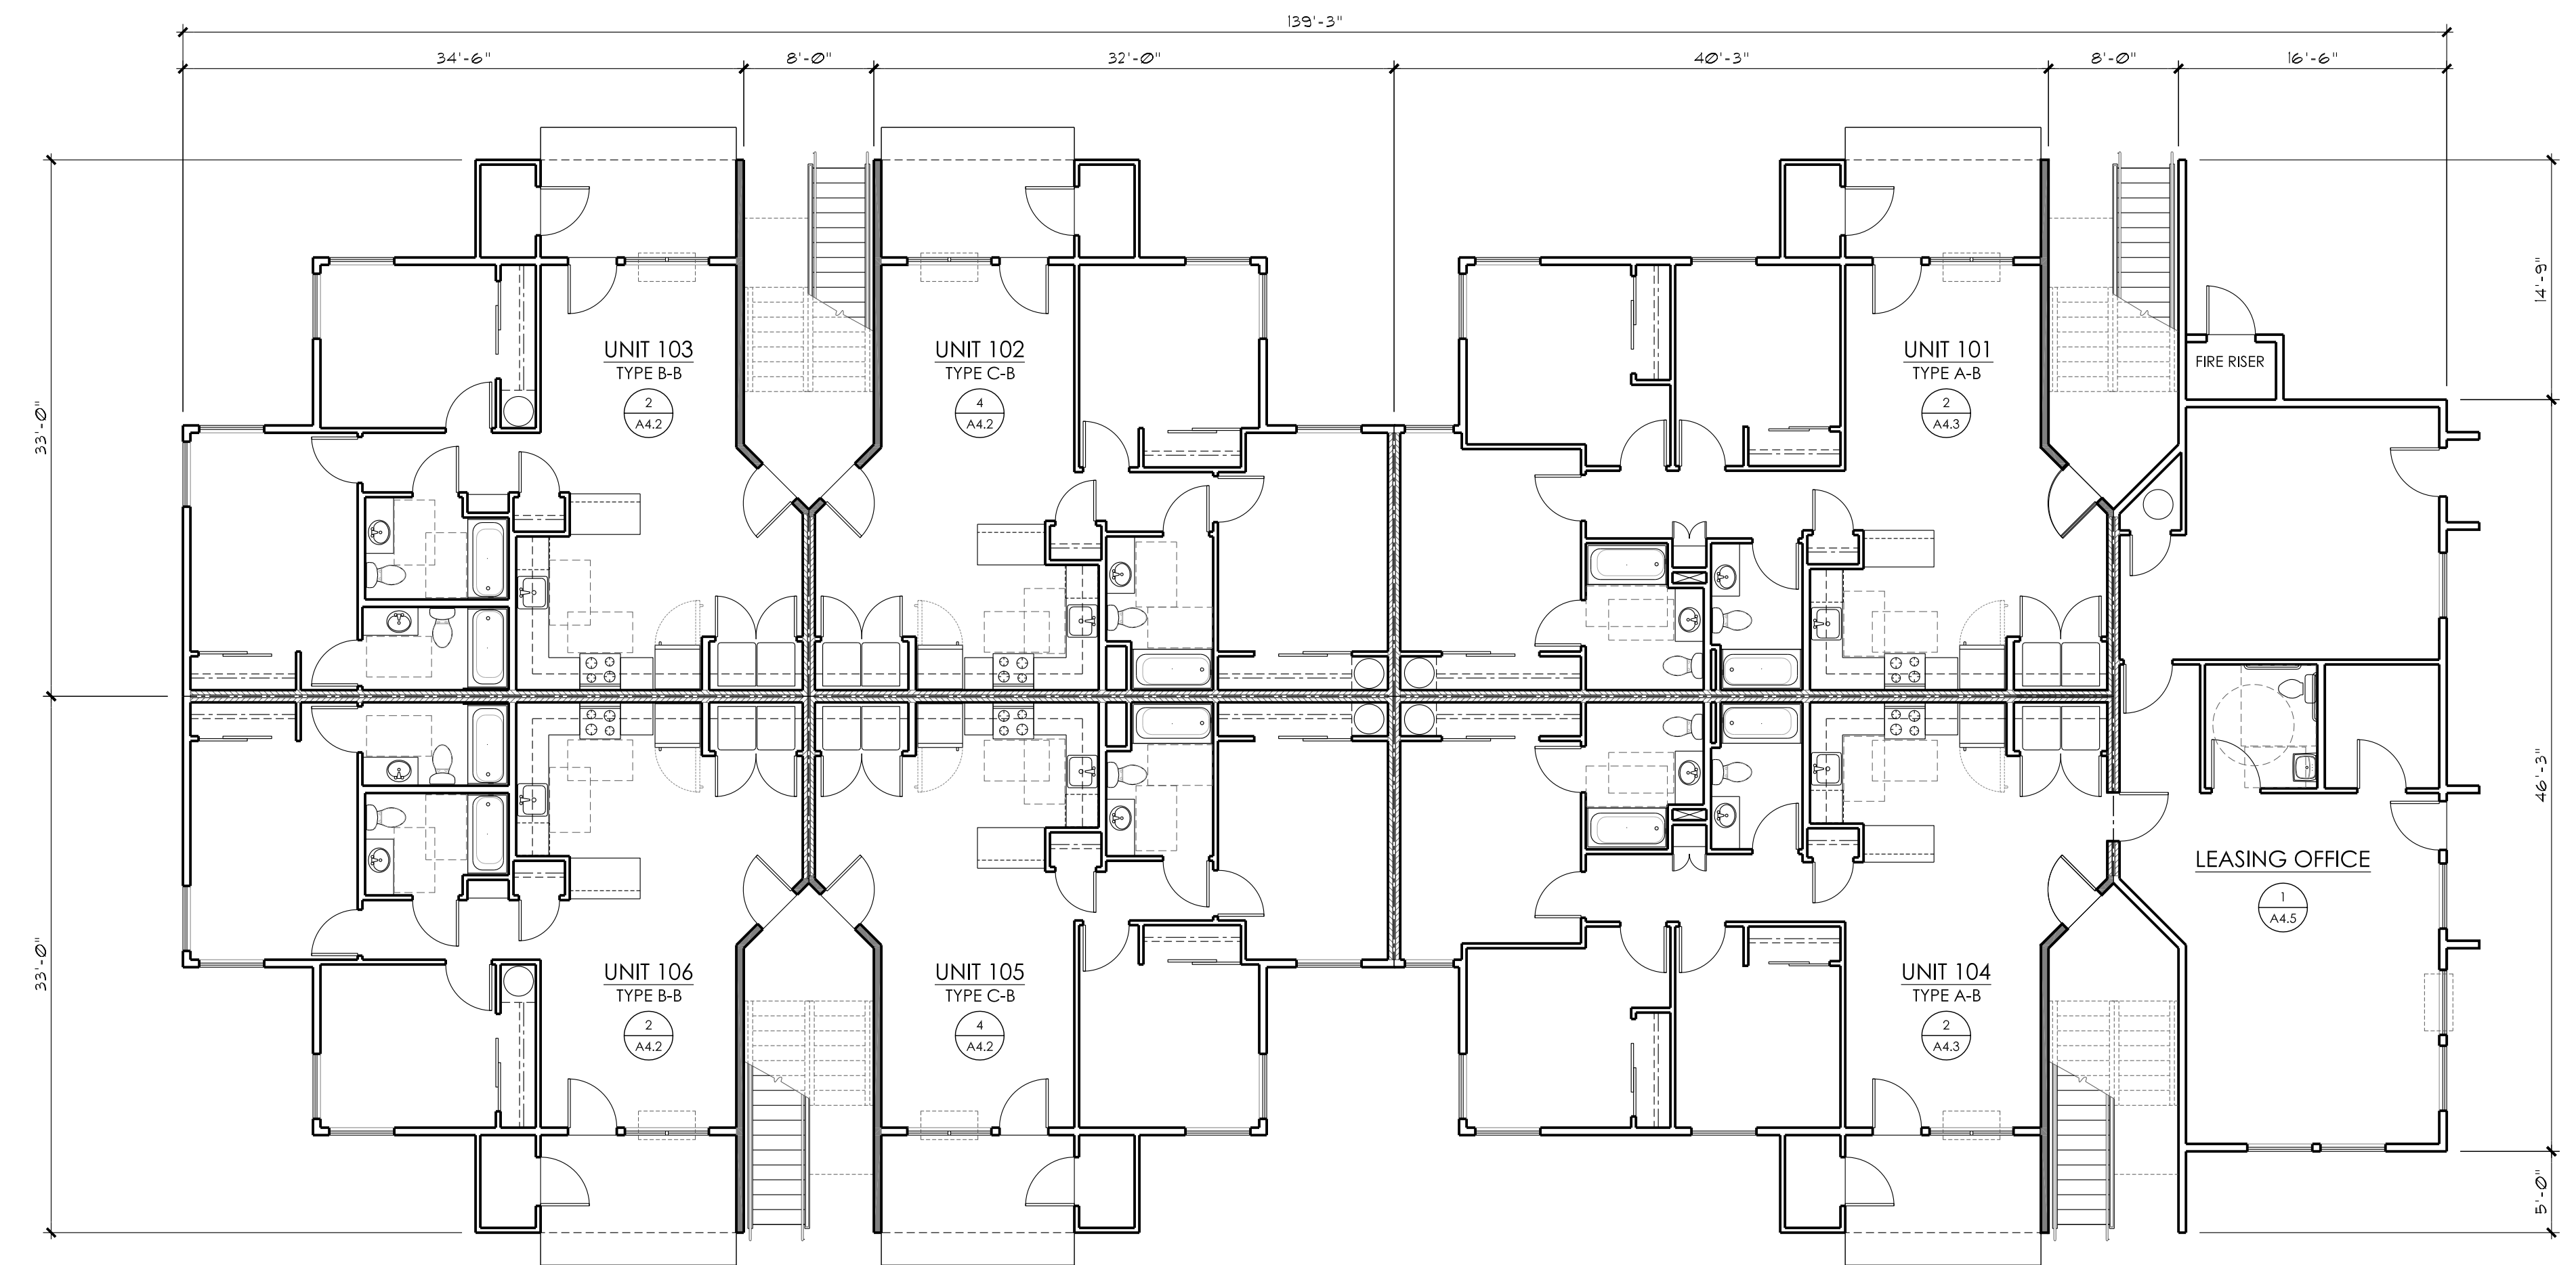 139'-3"
34'-6"
8'-0"
32'-0"
40'-3"
8'-0"
16'-6"
33'-0"
14'-9"
UNIT 103
TYPE B-B
2
A4.2
UNIT 102
TYPE C-B
4
A4.2
UNIT 101
TYPE A-B
2
A4.3
FIRE RISER
46'-3"
LEASING OFFICE
1
A4.5
33'-0"
UNIT 106
TYPE B-B
2
A4.2
UNIT 105
TYPE C-B
4
A4.2
UNIT 104
TYPE A-B
2
A4.3
5'-0"